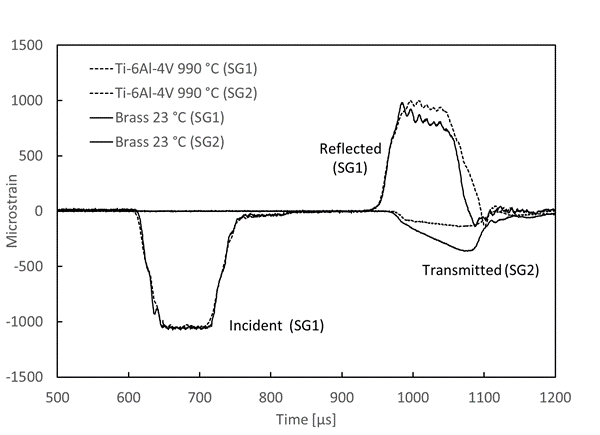 1500
1000
500
0
-500
-1000
-1500
Microstrain
Ti-6Al-4V 990 °C (SG1)
Ti-6Al-4V 990 °C (SG2)
Brass 23 °C (SG1)
Brass 23 °C (SG2)
Reflected
(SG1)
Transmitted (SG2)
Incident (SG1)
500 600 700 800 900 1000 1100 1200
Time [µs]